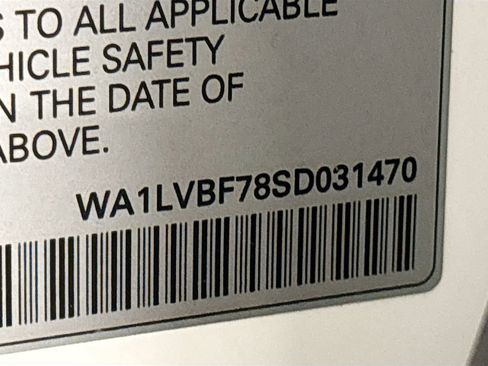 S TO ALL APPLICABLE
HICLE SAFETY
N THE DATE OF
ABOVE.
WA1LVBF78SD031470